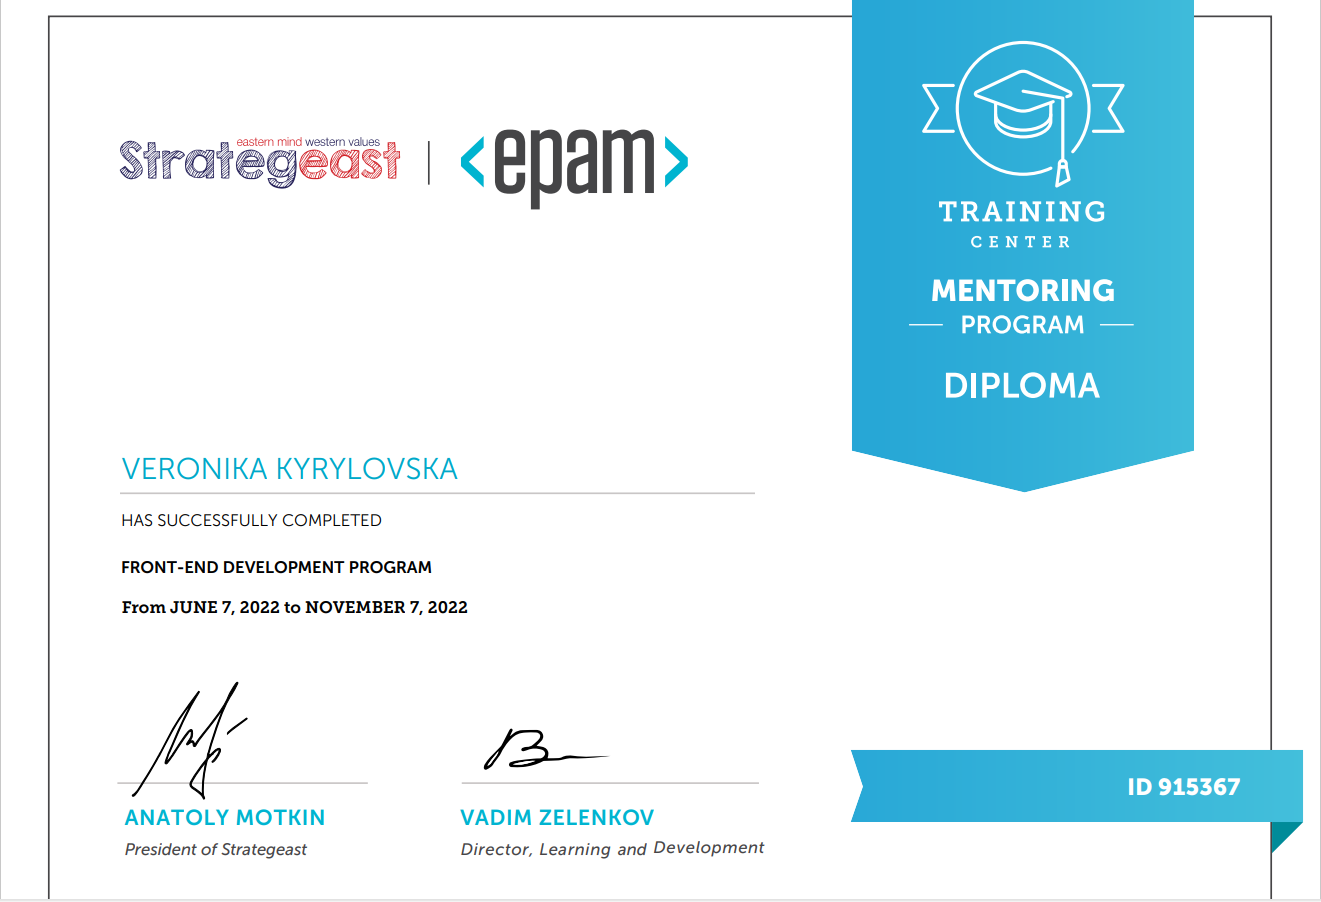 eastern mind western values
Strategeast
<epam>
TRAINING
CENTER
MENTORING
PROGRAM
DIPLOMA
VERONIKA KYRYLOVSKA
HAS SUCCESSFULLY COMPLETED
FRONT-END DEVELOPMENT PROGRAM
From JUNE 7, 2022 to NOVEMBER 7, 2022
ANATOLY MOTKIN
President of Strategeast
VADIM ZELENKOV
Director, Learning and Development
ID 915367